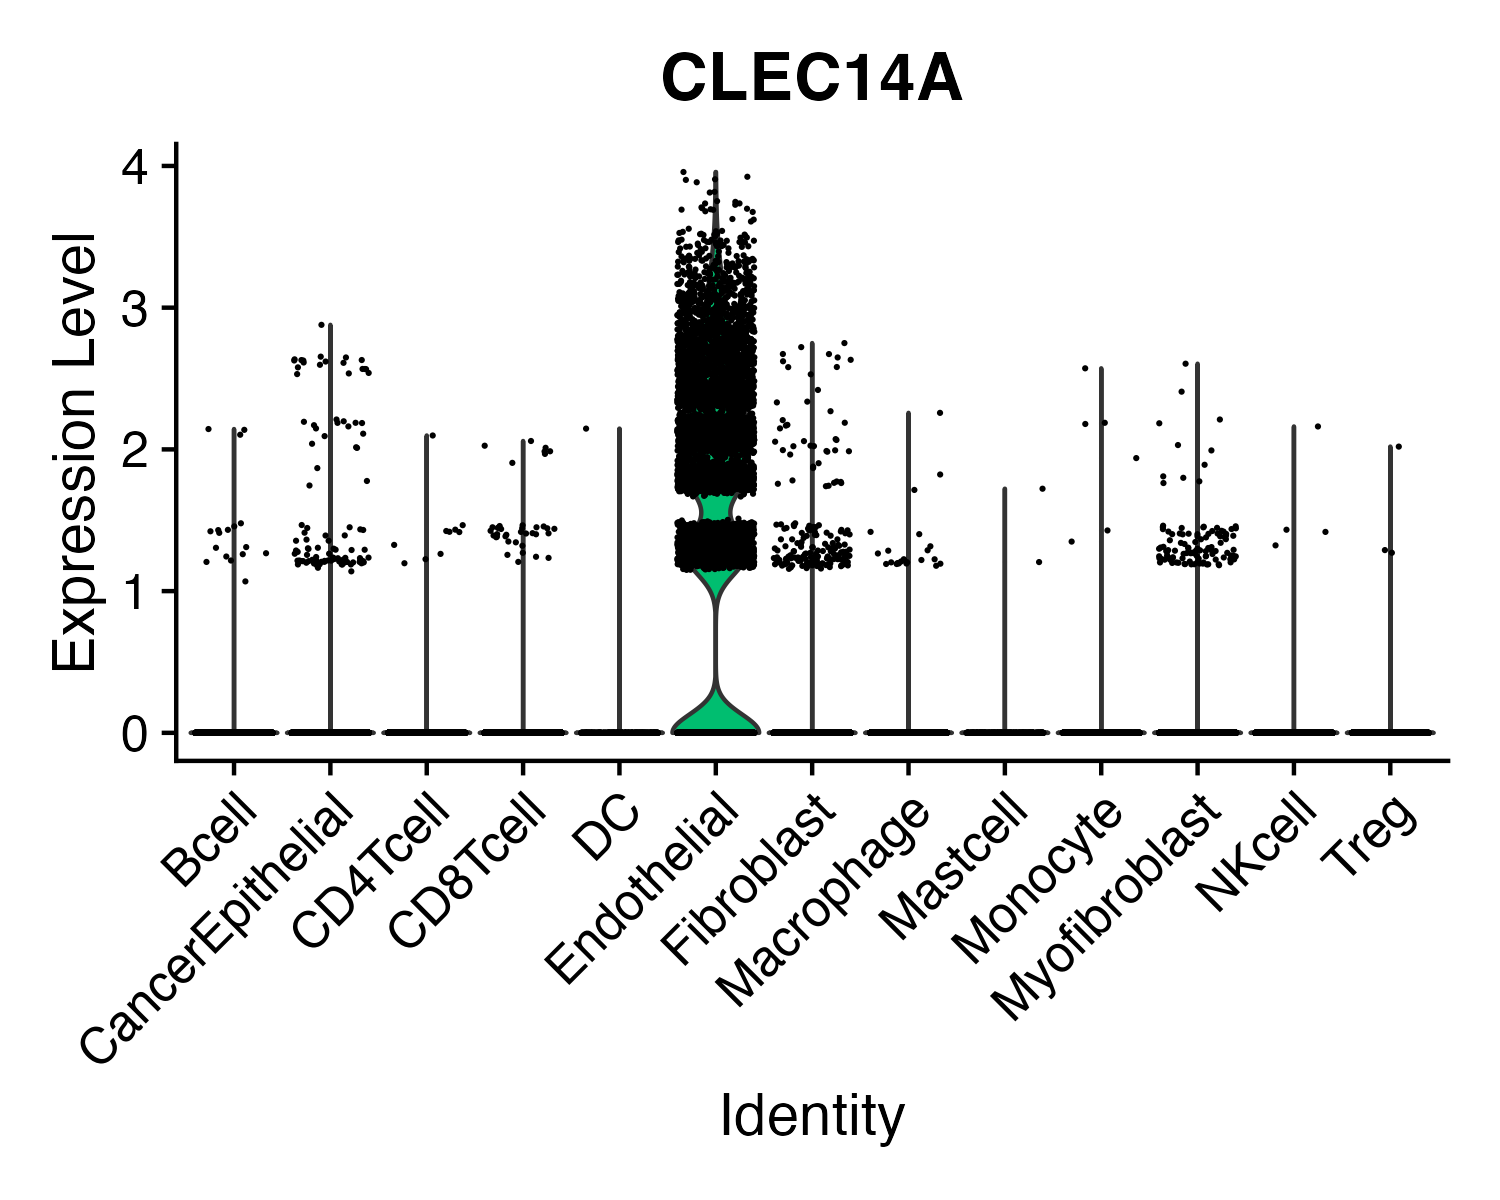 CLEC14A
Expression Level
4
3
2
1
0
Bcell
CancerEpithelial
CD4Tcell
CD8Tcell
DC
Endothelial
Fibroblast
Macrophage
Mastcell
Monocyte
Myofibroblast
NKcell
Treg
Identity